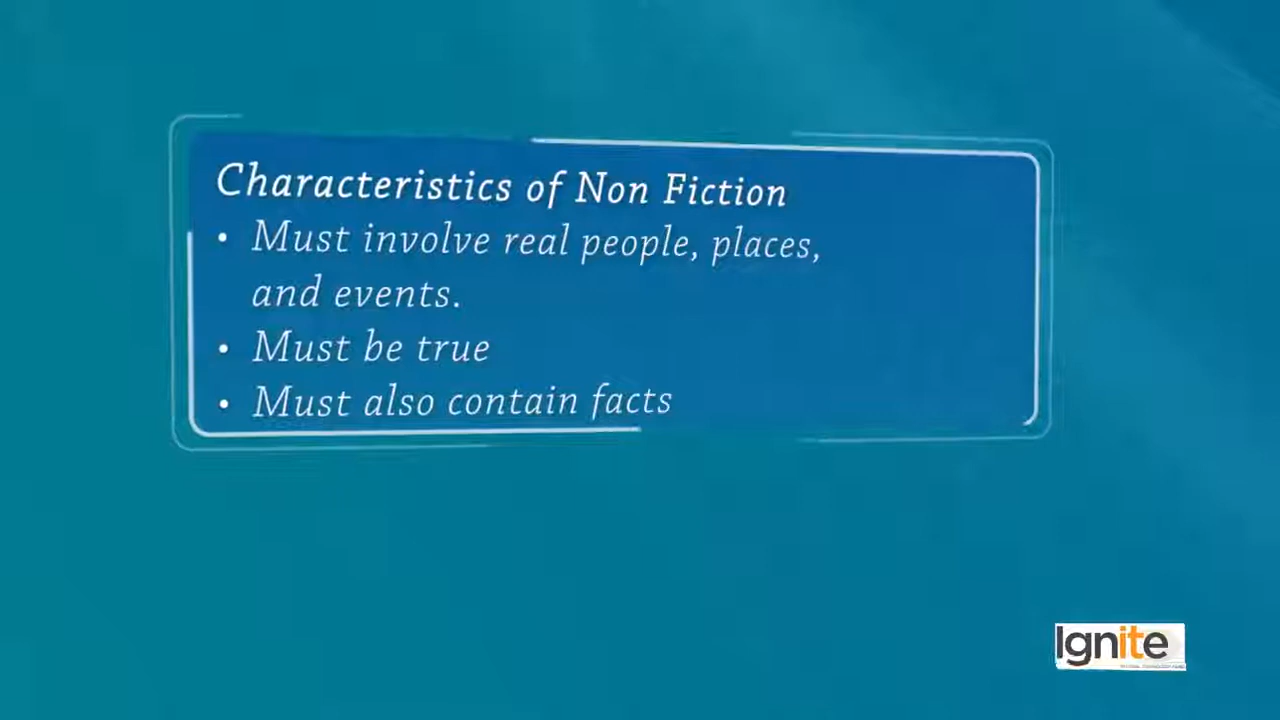 Characteristics of Non Fiction
• Must involve real people, places,
and events.
• Must be true
• Must also contain facts
Ignite